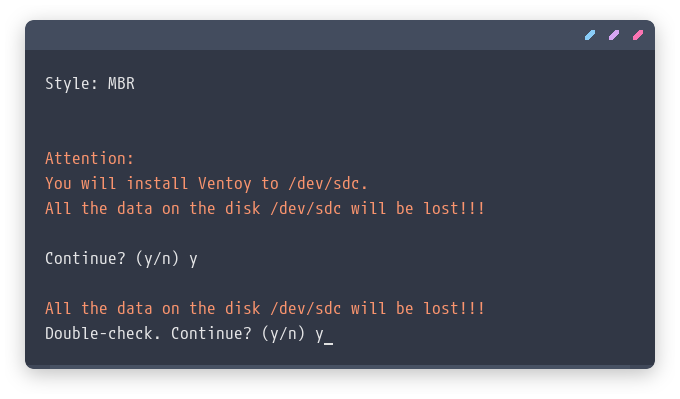 Style: MBR
Attention:
You will install Ventoy to /dev/sdc.
All the data on the disk /dev/sdc will be lost!!!
Continue? (y/n) y
All the data on the disk /dev/sdc will be lost!!!
Double-check. Continue? (y/n) y_